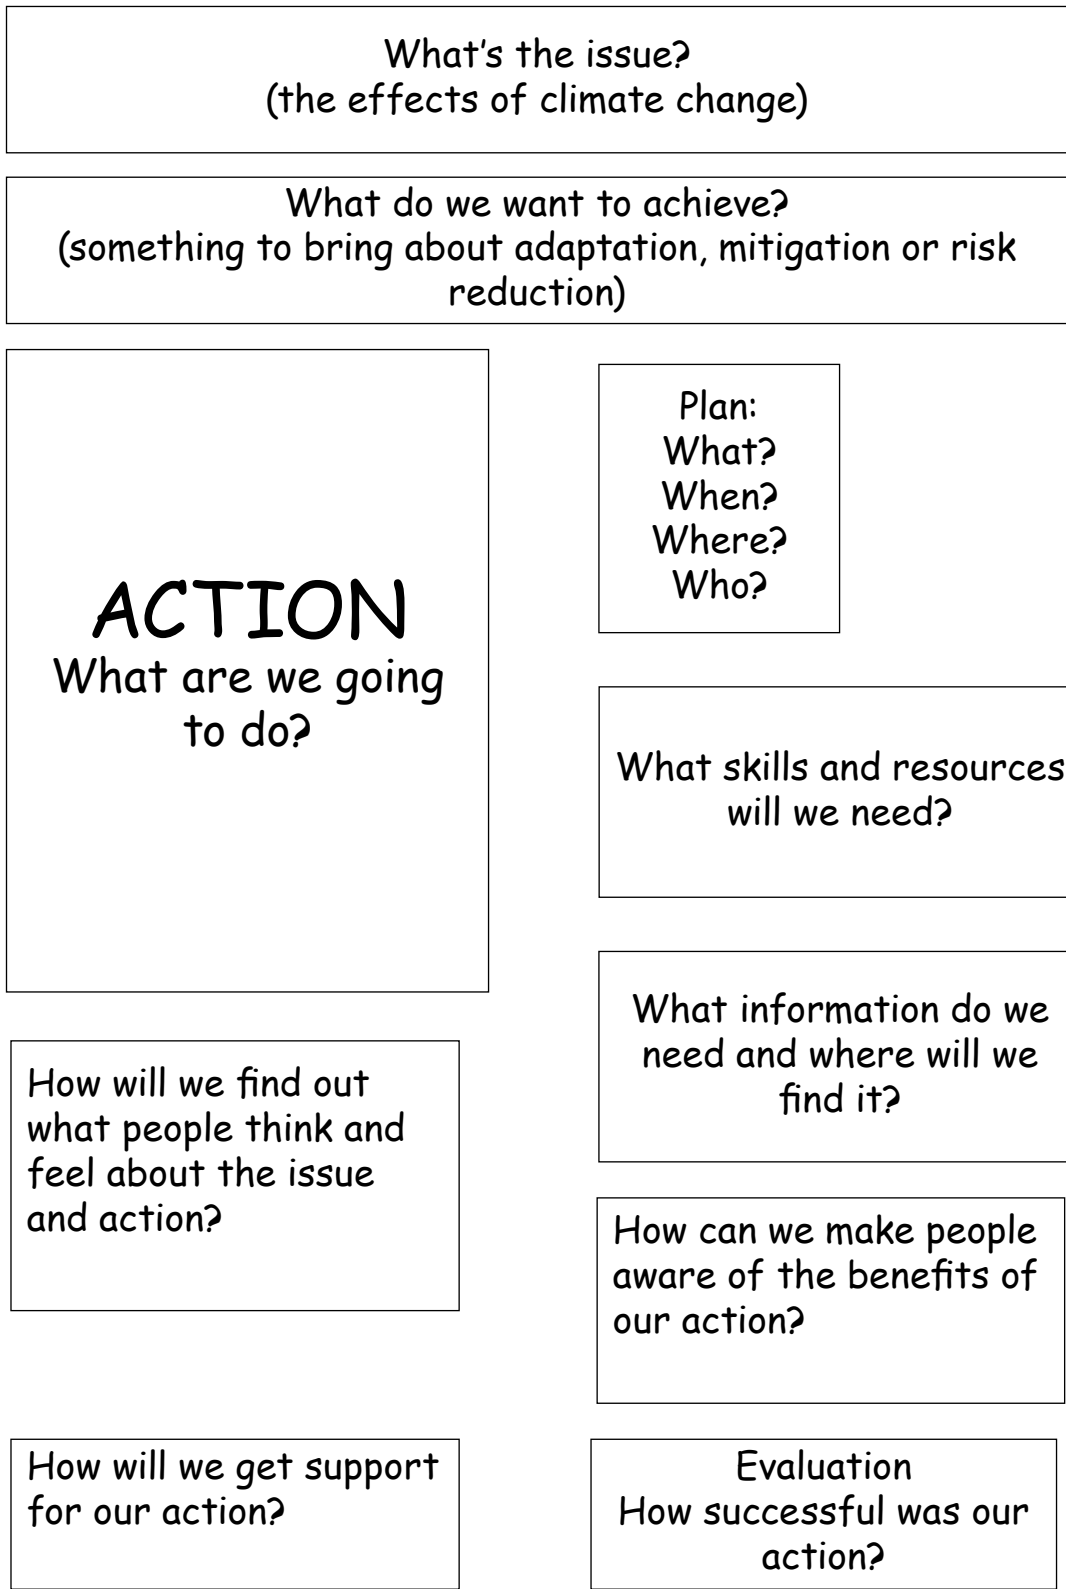 What’s the issue?
(the effects of climate change)
What do we want to achieve?
(something to bring about adaptation, mitigation or risk
reduction)
ACTION
What are we going
to do?
Plan:
What?
When?
Where?
Who?
What skills and resources
will we need?
What information do we
need and where will we
find it?
How will we find out
what people think and
feel about the issue
and action?
How can we make people
aware of the benefits of
our action?
How will we get support
for our action?
Evaluation
How successful was our
action?